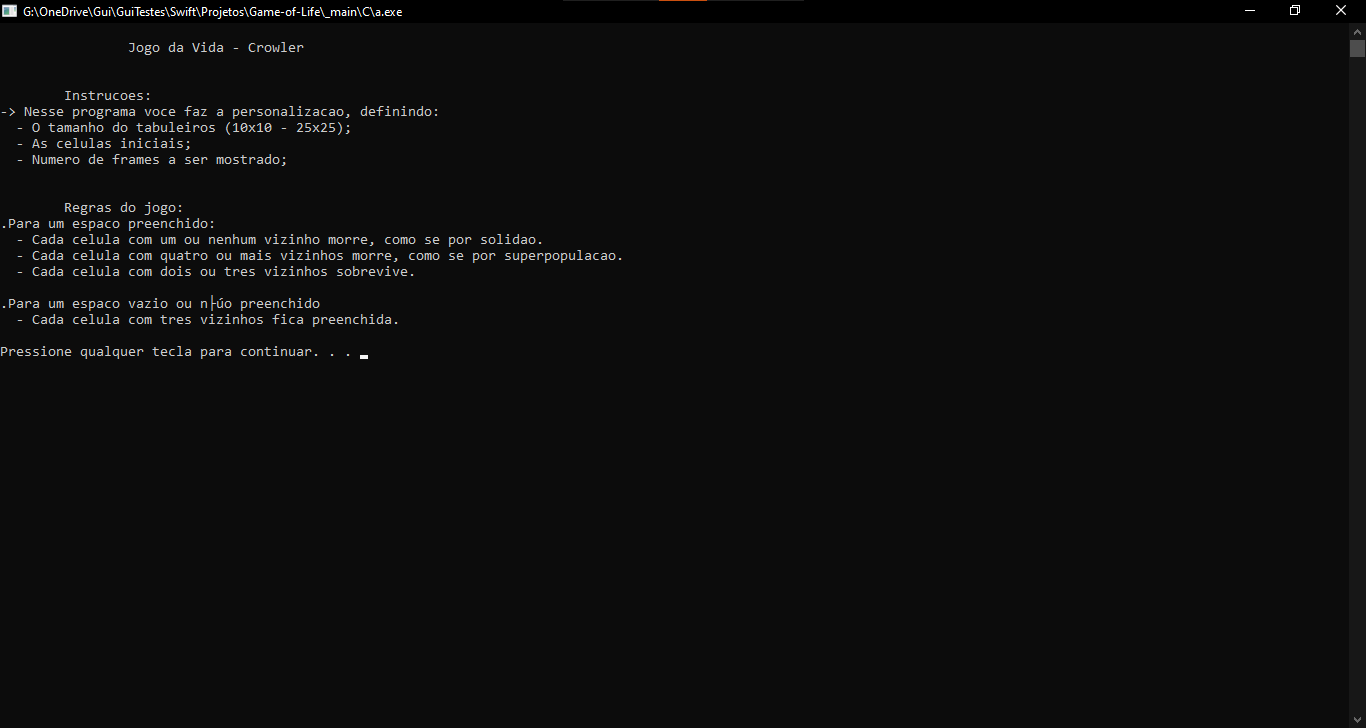 G:\OneDrive\Gui\GuiTestes\Swift\Projetos\Game-of-Life\_main\C\a.exe
Jogo da Vida - Crowler
Instrucoes:
-> Nesse programa voce faz a personalizacao, definindo:
- O tamanho do tabuleiros (10x10 - 25x25);
- As celulas iniciais;
- Numero de frames a ser mostrado;
Regras do jogo:
.Para um espaco preenchido:
- Cada celula com um ou nenhum vizinho morre, como se por solidao.
- Cada celula com quatro ou mais vizinhos morre, como se por superpopulacao.
- Cada celula com dois ou tres vizinhos sobrevive.
.Para um espaco vazio ou n├úo preenchido
- Cada celula com tres vizinhos fica preenchida.
Pressione qualquer tecla para continuar. . .